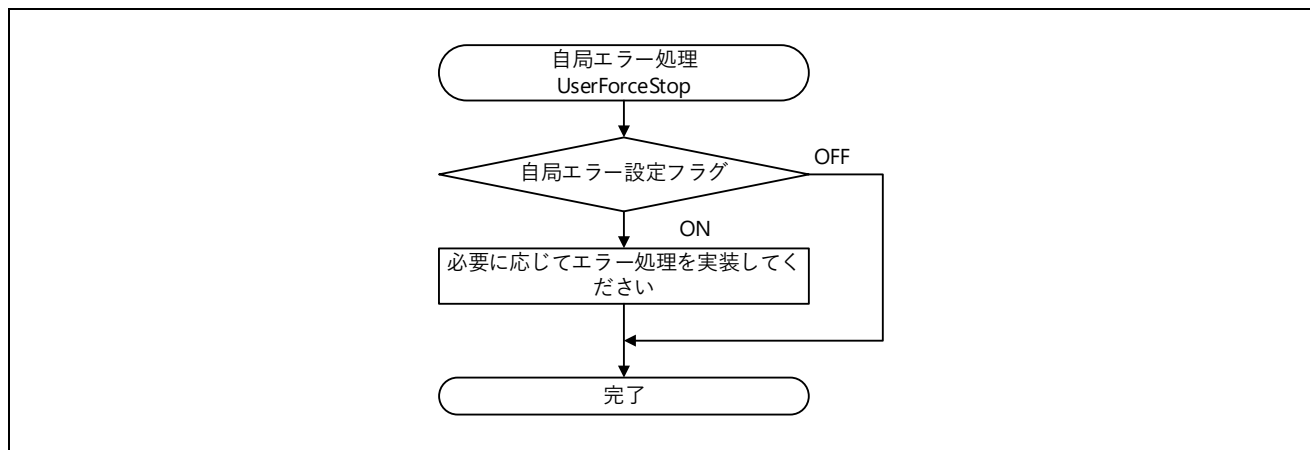 自局エラー処理
UserForceStop
自局エラー設定フラグ
OFF
ON
必要に応じてエラー処理を実装してく
ださい
完了